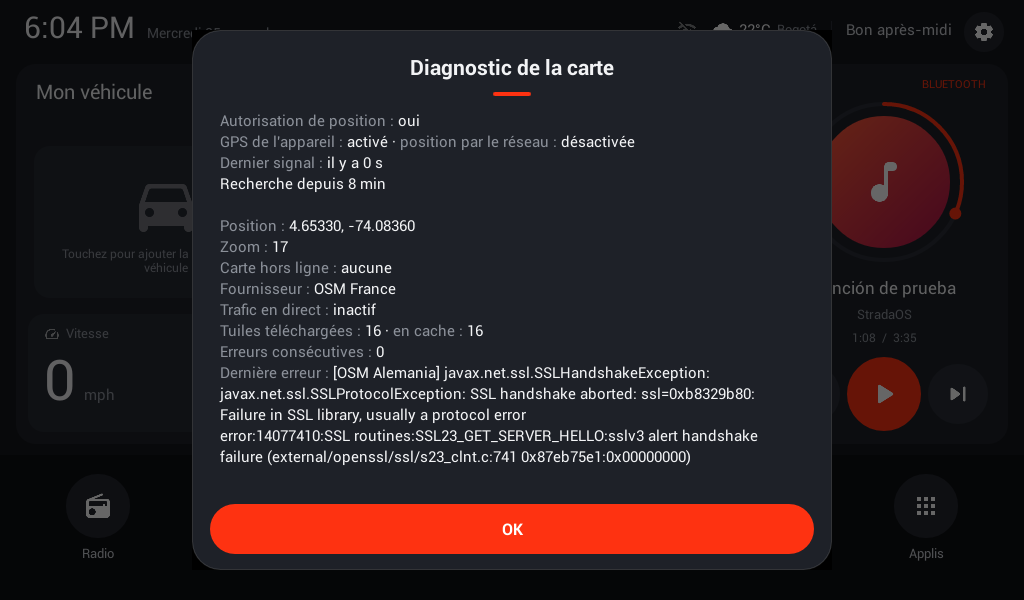 6:04 PM
22°C Bogotá
Bon après-midi
Diagnostic de la carte
Mon véhicule
BLUETOOTH
Autorisation de position : oui
GPS de l'appareil : activé · position par le réseau : désactivée
Dernier signal : il y a 0 s
Recherche depuis 8 min
Position : 4.65330, -74.08360
Zoom : 17
Carte hors ligne : aucune
Fournisseur : OSM France
Trafic en direct : inactif
Tuiles téléchargées : 16 · en cache : 16
Erreurs consécutives : 0
Dernière erreur : [OSM Alemania] javax.net.ssl.SSLHandshakeException:
javax.net.ssl.SSLProtocolException: SSL handshake aborted: ssl=0xb8329b80:
Failure in SSL library, usually a protocol error
error:14077410:SSL routines:SSL23_GET_SERVER_HELLO:sslv3 alert handshake
failure (external/openssl/ssl/s23_clnt.c:741 0x87eb75e1:0x00000000)
Touchez pour ajouter la
véhicule
nción de prueba
StradaOS
1:08 / 3:35
Vitesse
0 mph
OK
Radio
Applis